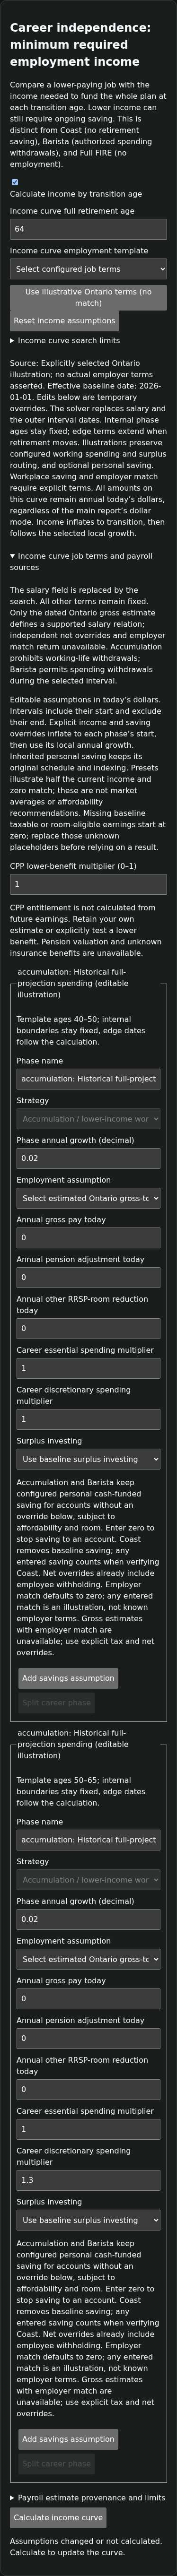 Career independence:
minimum required
employment income
Compare a lower-paying job with the
income needed to fund the whole plan at
each transition age. Lower income can
still require ongoing saving. This is
distinct from Coast (no retirement
saving), Barista (authorized spending
withdrawals), and Full FIRE (no
employment).
Calculate income by transition age
Income curve full retirement age
64
Income curve employment template
Select configured job terms
Use illustrative Ontario terms (no
match)
Reset income assumptions
▶ Income curve search limits
Source: Explicitly selected Ontario
illustration; no actual employer terms
asserted. Effective baseline date: 2026-
01-01. Edits below are temporary
overrides. The solver replaces salary and
the outer interval dates. Internal phase
ages stay fixed; edge terms extend when
retirement moves. Illustrations preserve
configured working spending and surplus
routing, and optional personal saving.
Workplace saving and employer match
require explicit terms. All amounts on
this curve remain annual today’s dollars,
regardless of the main report’s dollar
mode. Income inflates to transition, then
follows the selected local growth.
▼ Income curve job terms and payroll
sources
The salary field is replaced by the
search. All other terms remain fixed.
Only the dated Ontario gross estimate
defines a supported salary relation;
independent net overrides and employer
match return unavailable. Accumulation
prohibits working-life withdrawals;
Barista permits spending withdrawals
during the selected interval.
Editable assumptions in today’s dollars.
Intervals include their start and exclude
their end. Explicit income and saving
overrides inflate to each phase’s start,
then use its local annual growth.
Inherited personal saving keeps its
original schedule and indexing. Presets
illustrate half the current income and
zero match; these are not market
averages or affordability
recommendations. Missing baseline
taxable or room-eligible earnings start at
zero; replace those unknown
placeholders before relying on a result.
CPP lower-benefit multiplier (0–1)
1
CPP entitlement is not calculated from
future earnings. Retain your own
estimate or explicitly test a lower
benefit. Pension valuation and unknown
insurance benefits are unavailable.
accumulation: Historical full-
projection spending (editable
illustration)
Template ages 40–50; internal
boundaries stay fixed, edge dates
follow the calculation.
Phase name
accumulation: Historical full-project
Strategy
Accumulation / lower-income wor
Phase annual growth (decimal)
0.02
Employment assumption
Select estimated Ontario gross-to
Annual gross pay today
0
Annual pension adjustment today
0
Annual other RRSP-room reduction
today
0
Career essential spending multiplier
1
Career discretionary spending
multiplier
1
Surplus investing
Use baseline surplus investing
Accumulation and Barista keep
configured personal cash-funded
saving for accounts without an
override below, subject to
affordability and room. Enter zero to
stop saving to an account. Coast
removes baseline saving; any
entered saving counts when verifying
Coast. Net overrides already include
employee withholding. Employer
match defaults to zero; any entered
match is an illustration, not known
employer terms. Gross estimates
with employer match are
unavailable; use explicit tax and net
overrides.
Add savings assumption
Split career phase
accumulation: Historical full-
projection spending (editable
illustration)
Template ages 50–65; internal
boundaries stay fixed, edge dates
follow the calculation.
Phase name
accumulation: Historical full-project
Strategy
Accumulation / lower-income wor
Phase annual growth (decimal)
0.02
Employment assumption
Select estimated Ontario gross-to
Annual gross pay today
0
Annual pension adjustment today
0
Annual other RRSP-room reduction
today
0
Career essential spending multiplier
1
Career discretionary spending
multiplier
1.3
Surplus investing
Use baseline surplus investing
Accumulation and Barista keep
configured personal cash-funded
saving for accounts without an
override below, subject to
affordability and room. Enter zero to
stop saving to an account. Coast
removes baseline saving; any
entered saving counts when verifying
Coast. Net overrides already include
employee withholding. Employer
match defaults to zero; any entered
match is an illustration, not known
employer terms. Gross estimates
with employer match are
unavailable; use explicit tax and net
overrides.
Add savings assumption
Split career phase
▶ Payroll estimate provenance and limits
Calculate income curve
Assumptions changed or not calculated.
Calculate to update the curve.